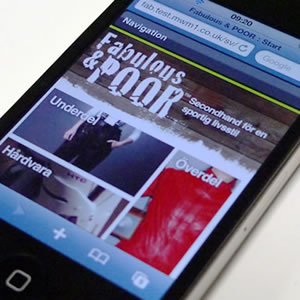 09:20
Fabulous & POOR - Start
fab.test.mwm1.co.uk/sv/
Google
Navigation
Fabulous
&POOR
Secondhand för en
sportig livsstil
Underdel
Överdel
Hårdvara